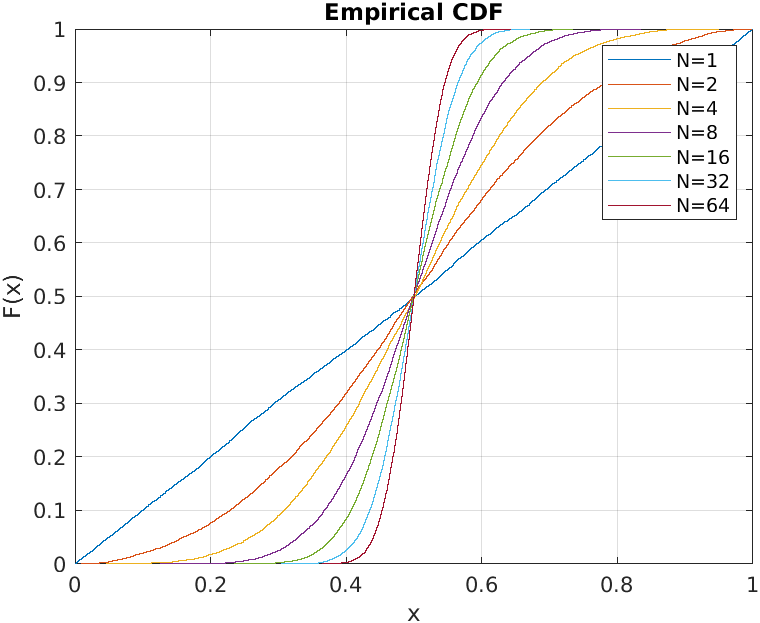 Empirical CDF
1
0.9
0.8
0.7
0.6
0.5
0.4
0.3
0.2
0.1
0
F(x)
N=1
N=2
N=4
N=8
N=16
N=32
N=64
0 0.2 0.4 0.6 0.8 1
x